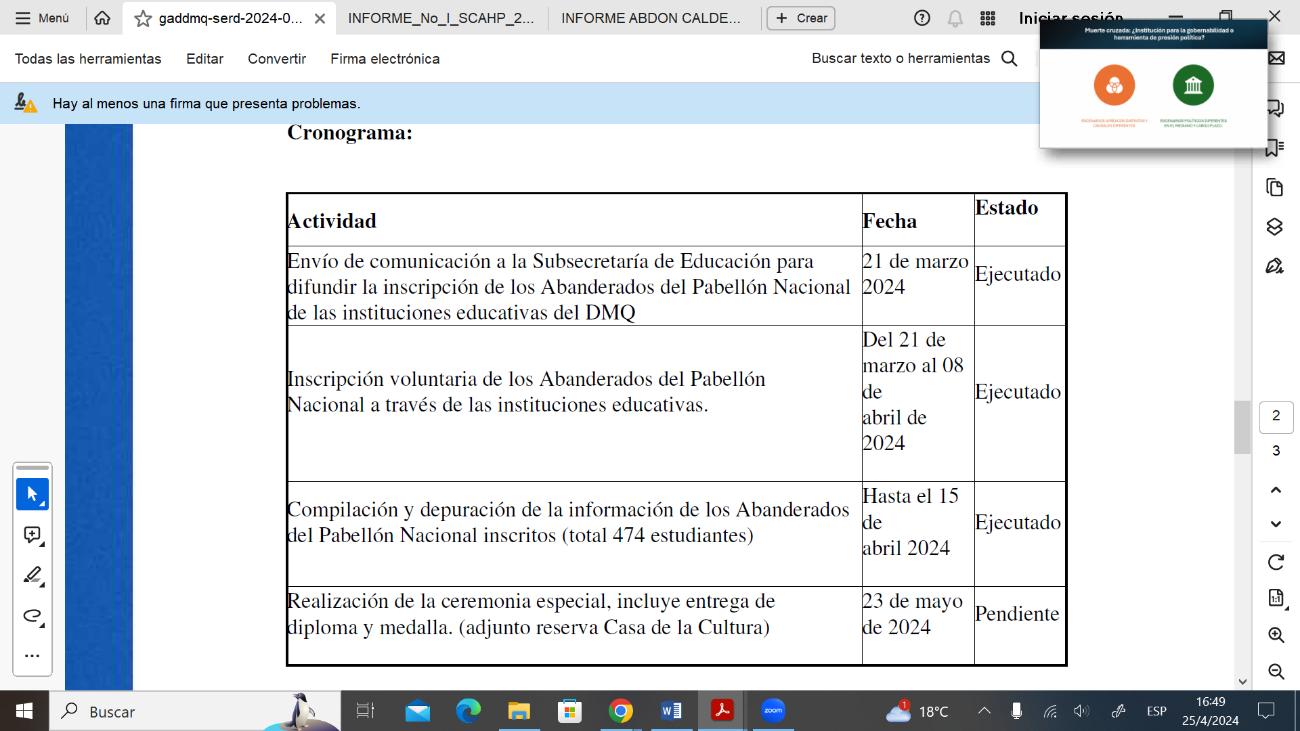 Menú
gaddmq-serd-2024-0...
INFORME_No_I_SCAHP_2...
INFORME ABDON CALDE...
Crear
Iniciar sesión
Todas las herramientas
Editar
Convertir
Firma electrónica
Buscar texto o herramientas
Muerte cruzada: ¿Institución para la gobernabilidad o
herramienta de presión política?
Hay al menos una firma que presenta problemas.
Cronograma:
Actividad
Fecha
Estado
Envío de comunicación a la Subsecretaría de Educación para
difundir la inscripción de los Abanderados del Pabellón Nacional
de las instituciones educativas del DMQ
21 de marzo
2024
Ejecutado
Inscripción voluntaria de los Abanderados del Pabellón
Nacional a través de las instituciones educativas.
Del 21 de
marzo al 08
de
abril de
2024
Ejecutado
Compilación y depuración de la información de los Abanderados
del Pabellón Nacional inscritos (total 474 estudiantes)
Hasta el 15
de
abril 2024
Ejecutado
Realización de la ceremonia especial, incluye entrega de
diploma y medalla. (adjunto reserva Casa de la Cultura)
23 de mayo
de 2024
Pendiente
2
3
1:1
Buscar
zoom
1
18°C
ESP
16:49
25/4/2024